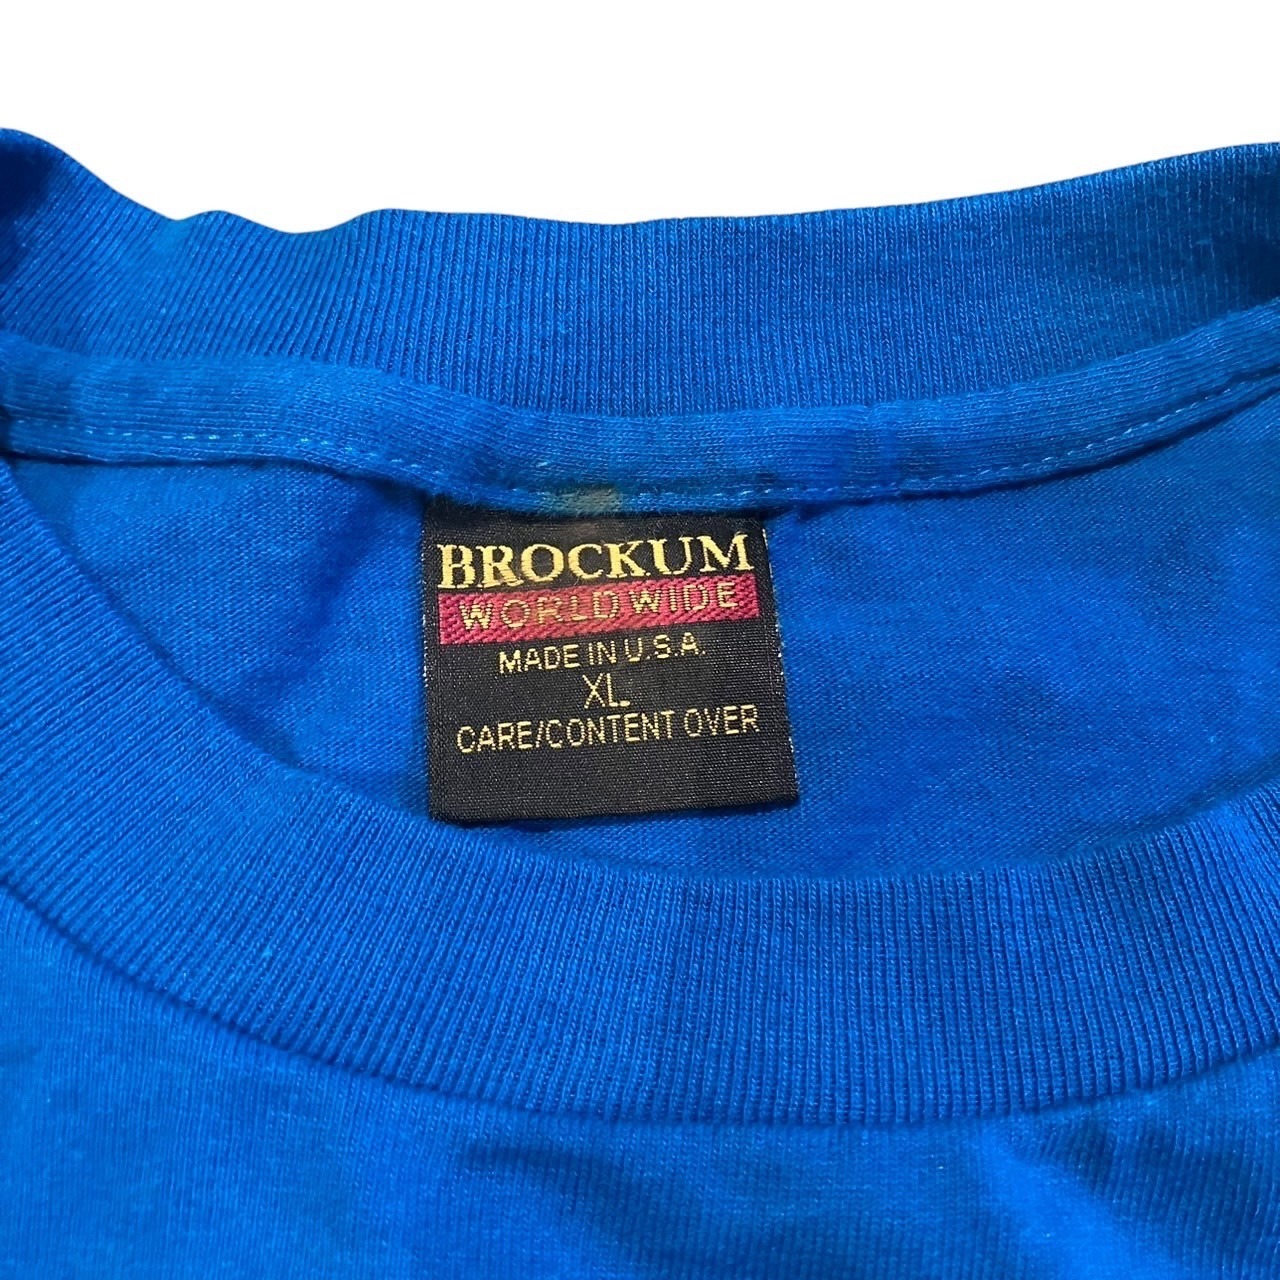 BROCKUM
WORLDWIDE
MADE IN U.S.A.
XL
CARE/CONTENT OVER